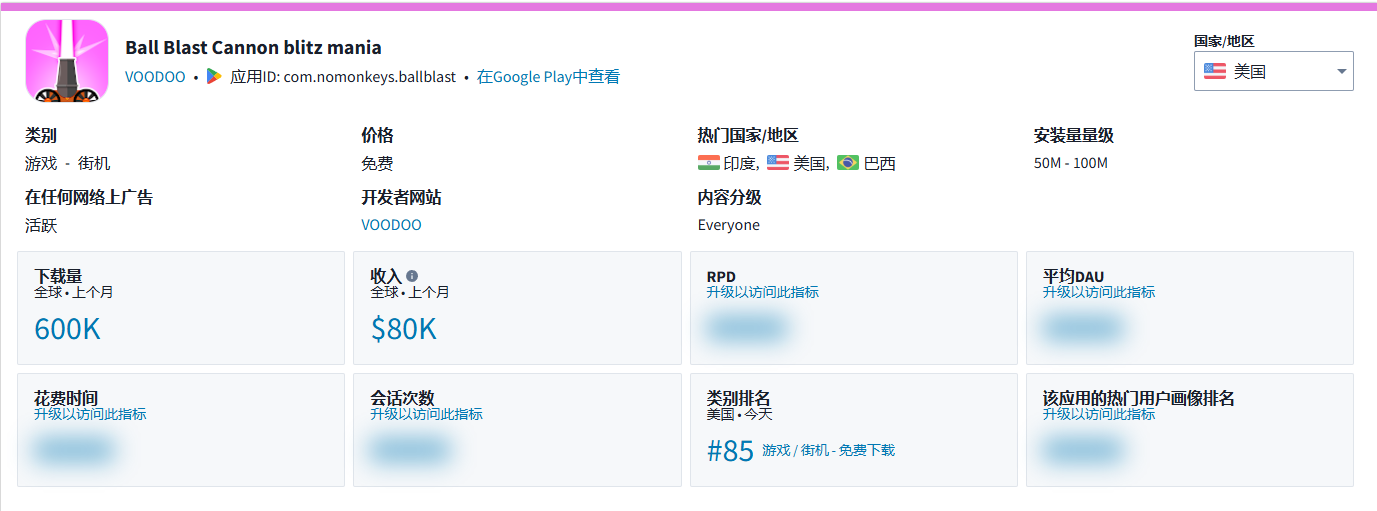 Ball Blast Cannon blitz mania
VOODOO • 应用ID: com.nomonkeys.ballblast • 在Google Play中查看
国家/地区
美国
类别
游戏 - 街机
价格
免费
热门国家/地区
印度, 美国, 巴西
安装量量级
50M - 100M
在任何网络上广告
活跃
开发者网站
VOODOO
内容分级
Everyone
下载量
全球 • 上个月
600K
收入
全球 • 上个月
$80K
RPD
升级以访问此指标
平均DAU
升级以访问此指标
花费时间
升级以访问此指标
会话次数
升级以访问此指标
类别排名
美国 • 今天
#85 游戏 / 街机 - 免费下载
该应用的热门用户画像排名
升级以访问此指标